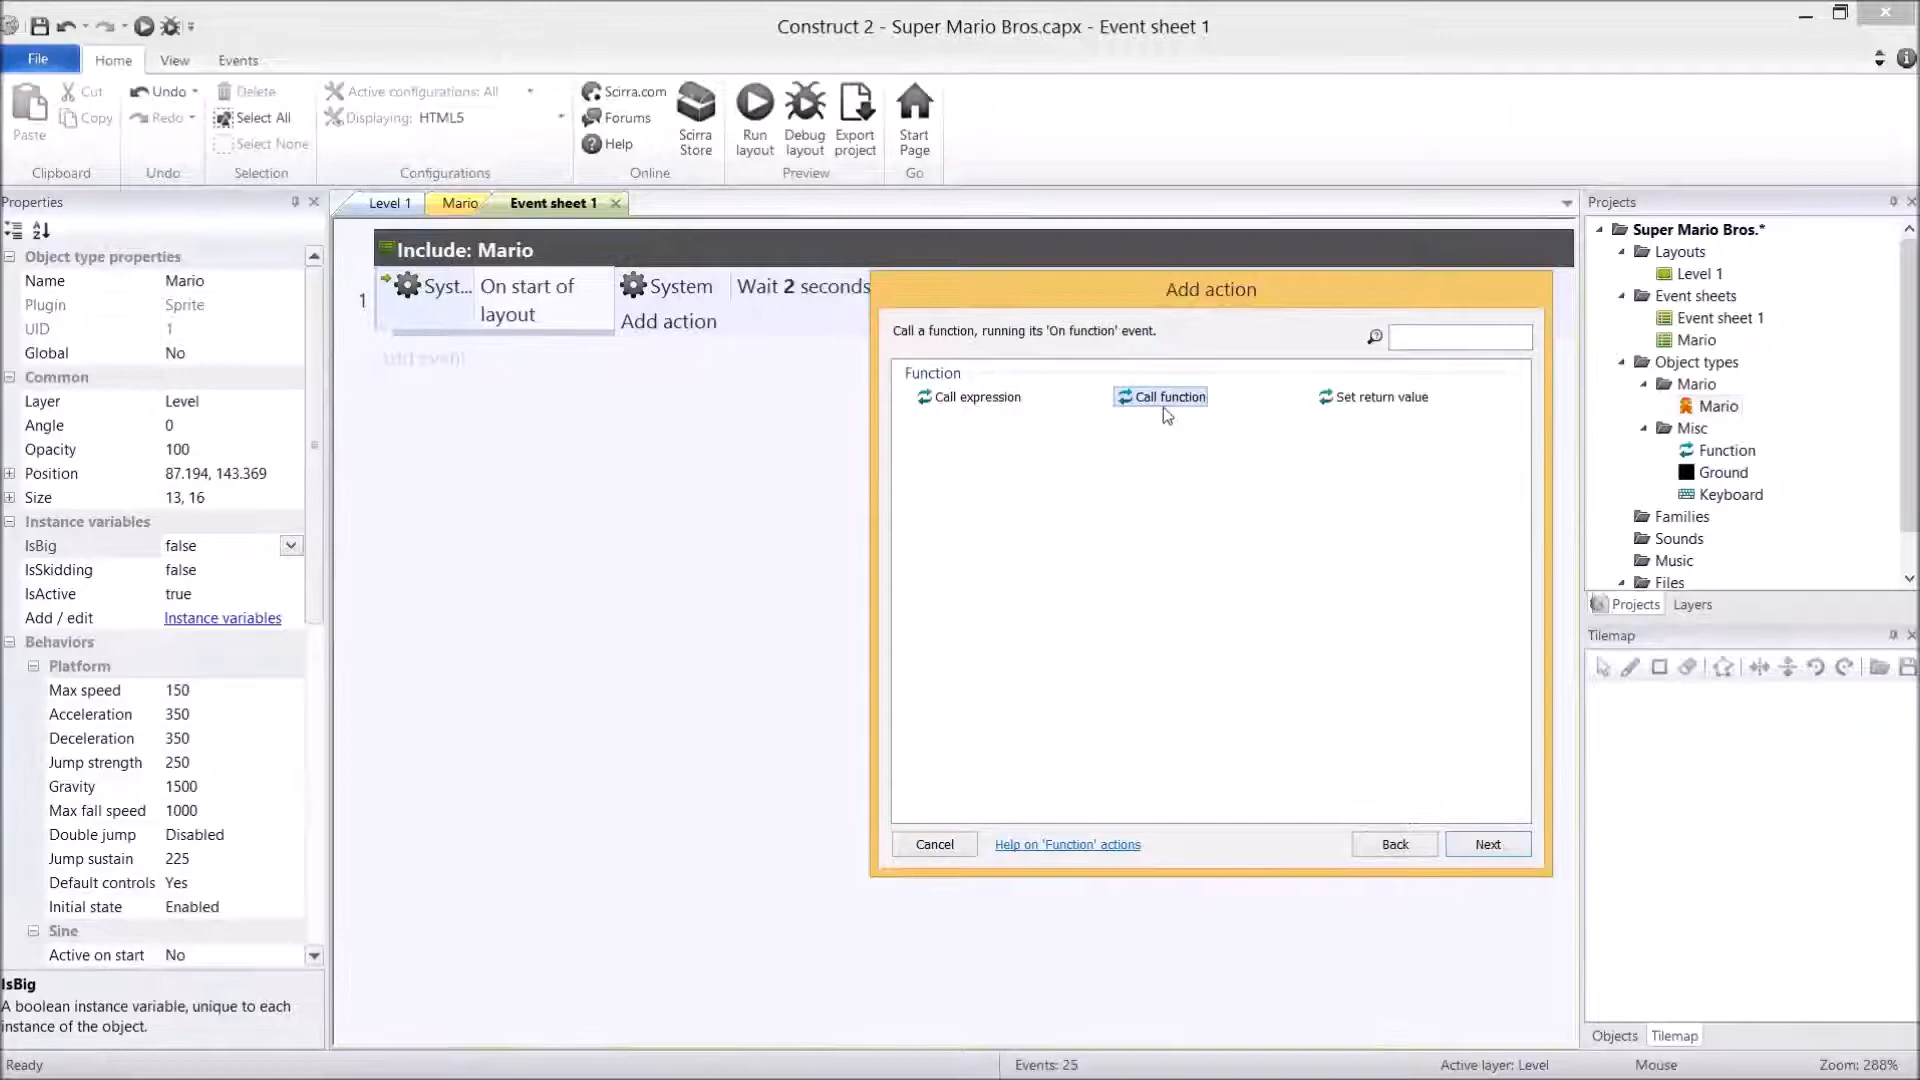 Construct 2 - Super Mario Bros.capx - Event sheet 1
File
Home
View
Events
Paste
Cut
Copy
Clipboard
Undo
Redo
Undo
Delete
Select All
Select None
Selection
Active configurations: All
Displaying: HTML5
Configurations
Scirra.com
Forums
Help
Scirra
Store
Online
Run
layout
Debug
layout
Export
project
Preview
Start
Page
Go
Properties
Object type properties
Name Mario
Plugin Sprite
UID 1
Global No
Common
Layer Level
Angle 0
Opacity 100
Position 87.194, 143.369
Size 13, 16
Instance variables
IsBig false
IsSkidding false
IsActive true
Add / edit Instance variables
Behaviors
Platform
Max speed 150
Acceleration 350
Deceleration 350
Jump strength 250
Gravity 1500
Max fall speed 1000
Double jump Disabled
Jump sustain 225
Default controls Yes
Initial state Enabled
Sine
Active on start No
IsBig
A boolean instance variable, unique to each
instance of the object.
Level 1
Mario
Event sheet 1
Include: Mario
1
Syst...
On start of
layout
System
Wait 2 seconds
Add action
Add event
Add action
Call a function, running its 'On function' event.
Function
Call expression
Call function
Set return value
Cancel
Help on 'Function' actions
Back
Next
Projects
Super Mario Bros.*
Layouts
Level 1
Event sheets
Event sheet 1
Mario
Object types
Mario
Mario
Misc
Function
Ground
Keyboard
Families
Sounds
Music
Files
Projects
Layers
Tilemap
Objects
Tilemap
Ready
Events: 25
Active layer: Level
Mouse
Zoom: 288%